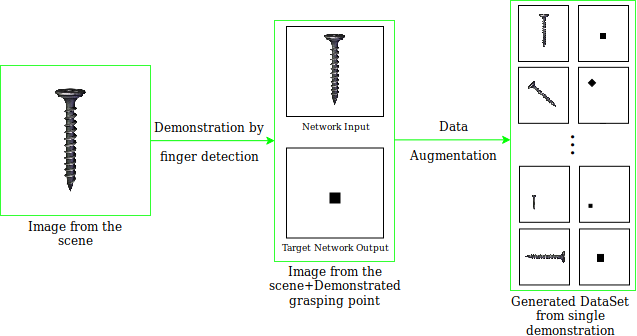 Image from the
scene
Demonstration by
finger detection
Network Input
Target Network Output
Image from the
scene+Demonstrated
grasping point
Data
Augmentation
Generated DataSet
from single
demonstration